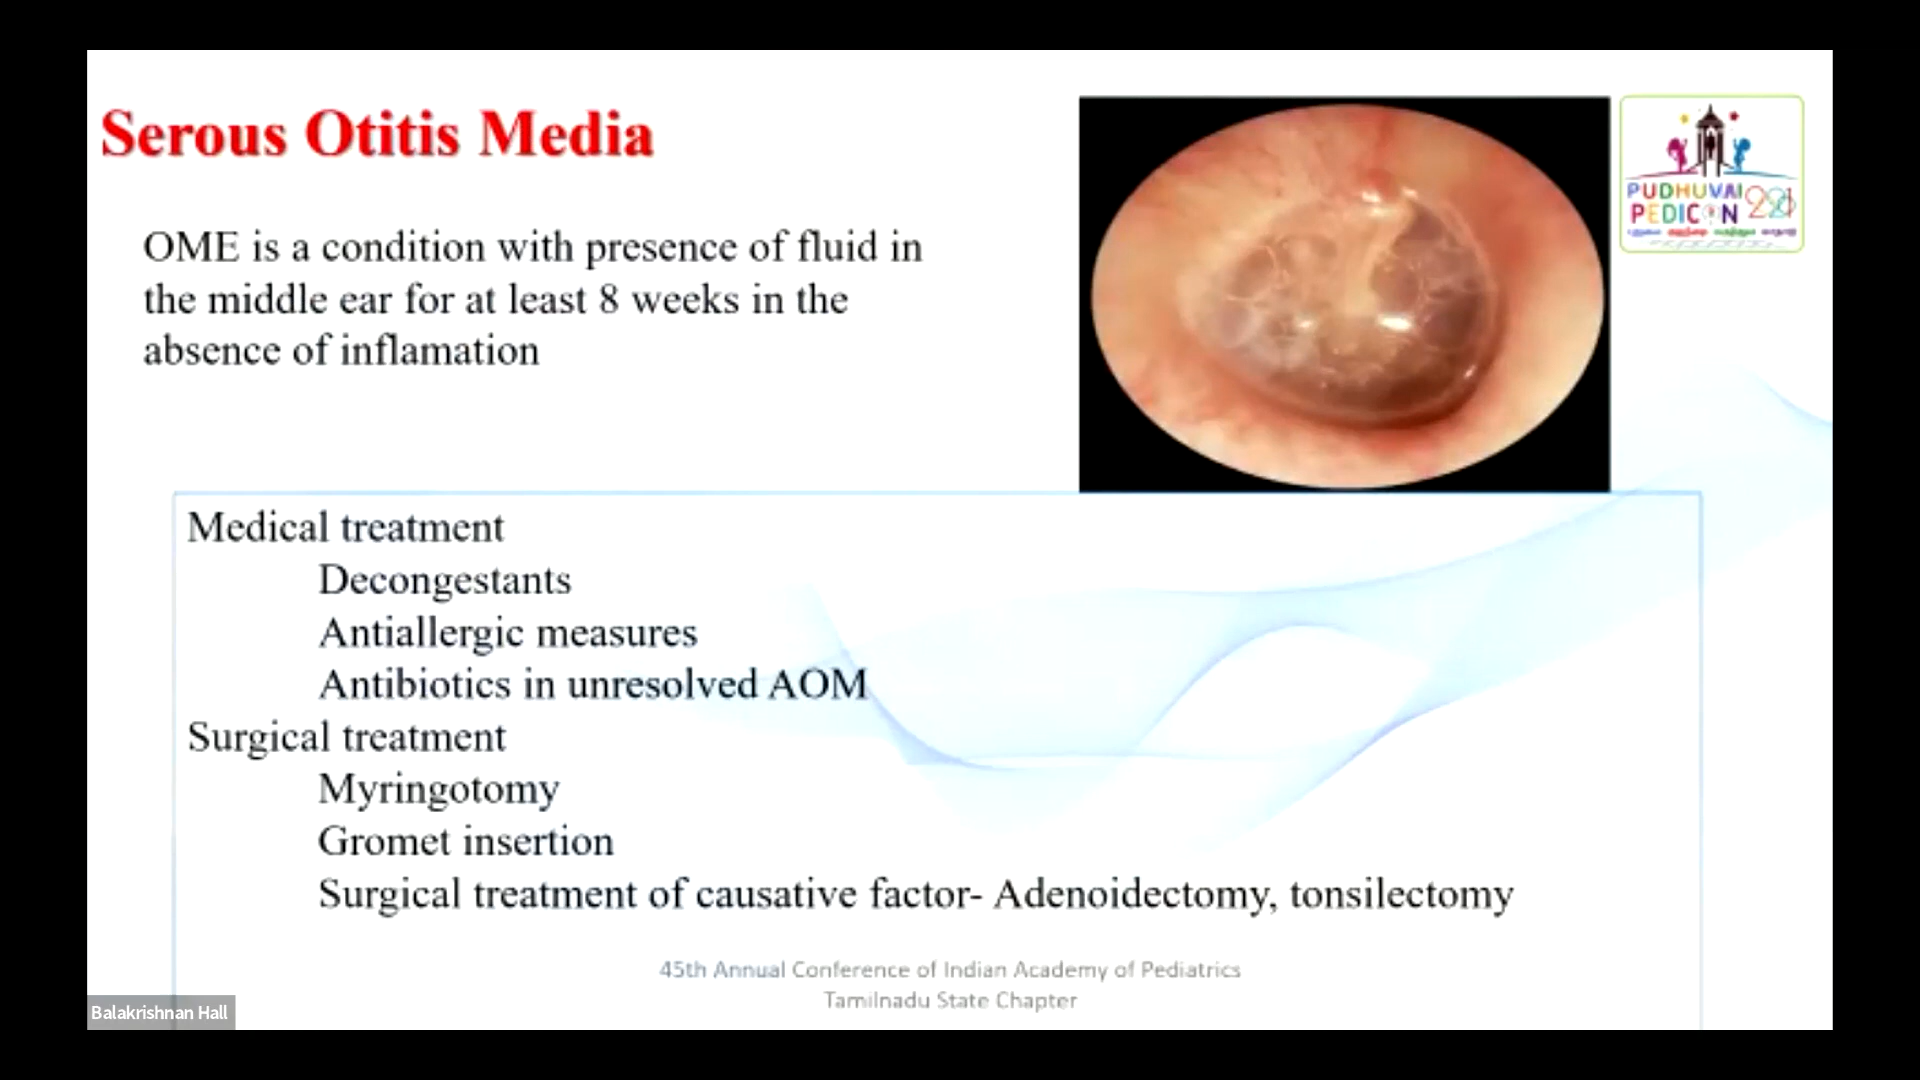 Serous Otitis Media
PUDHUVAI
PEDICON 2021
OME is a condition with presence of fluid in
the middle ear for at least 8 weeks in the
absence of inflamation
Medical treatment
Decongestants
Antiallergic measures
Antibiotics in unresolved AOM
Surgical treatment
Myringotomy
Gromet insertion
Surgical treatment of causative factor- Adenoidectomy, tonsilectomy
45th Annual Conference of Indian Academy of Pediatrics
Tamilnadu State Chapter
Balakrishnan Hall